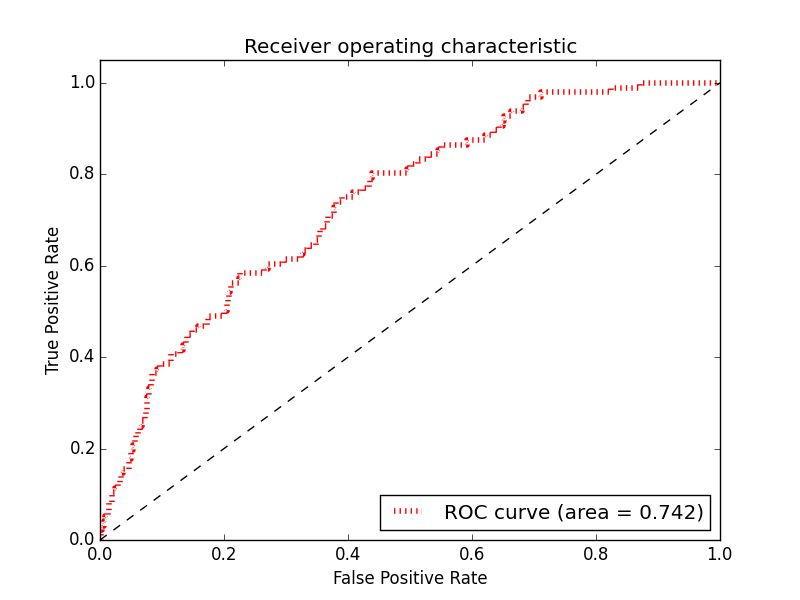 Receiver operating characteristic
1.0
0.8
0.6
0.4
0.2
0.0
True Positive Rate
ROC curve (area = 0.742)
0.0 0.2 0.4 0.6 0.8 1.0
False Positive Rate